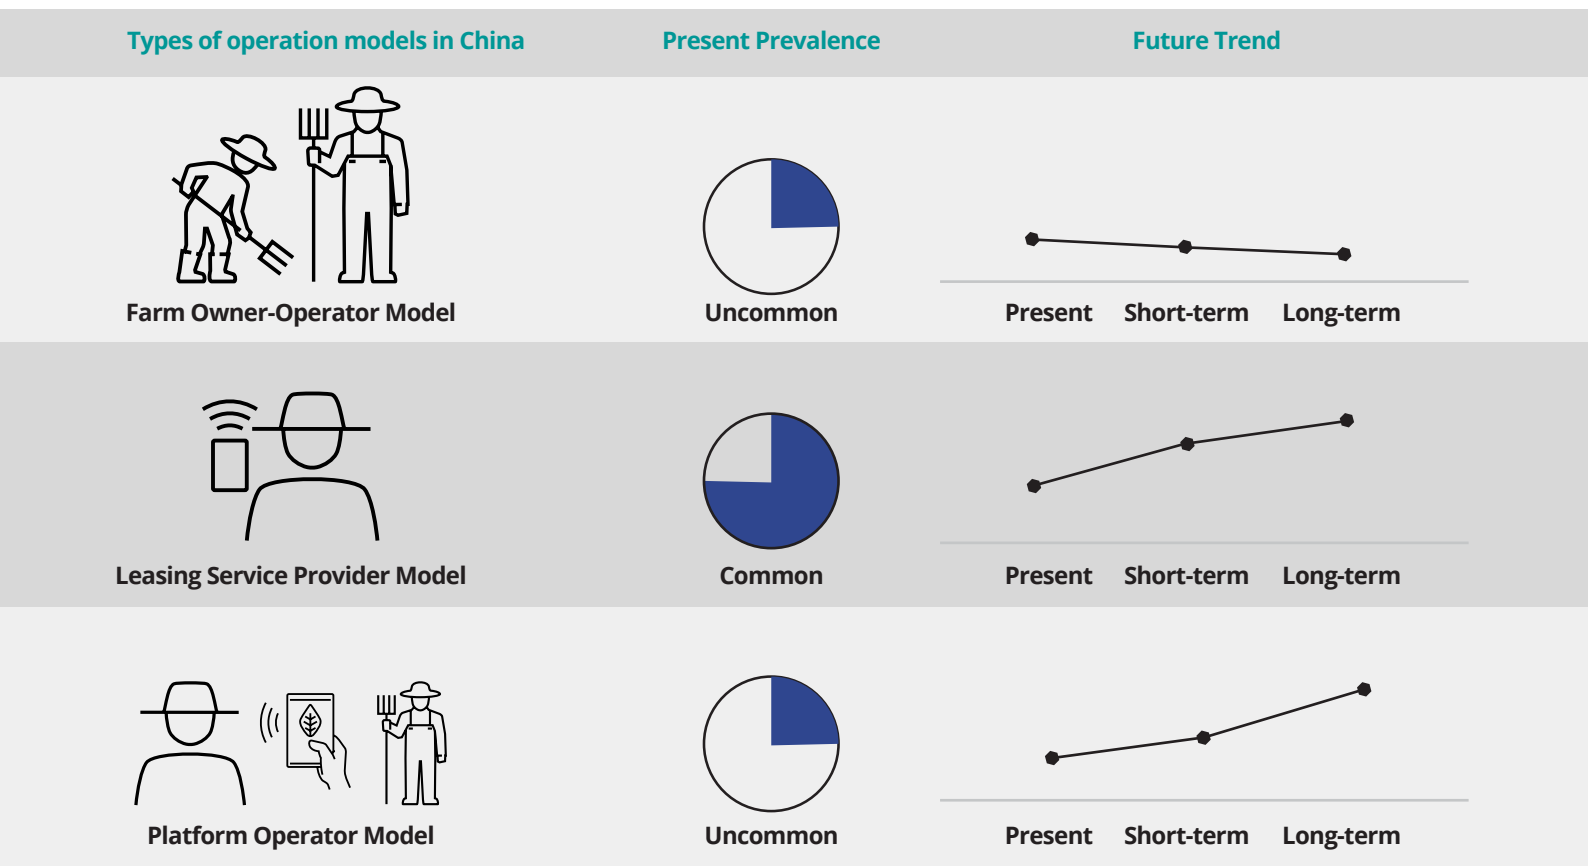 Types of operation models in China
Present Prevalence
Future Trend
Farm Owner-Operator Model
Uncommon
Present
Short-term
Long-term
Leasing Service Provider Model
Common
Present
Short-term
Long-term
Platform Operator Model
Uncommon
Present
Short-term
Long-term